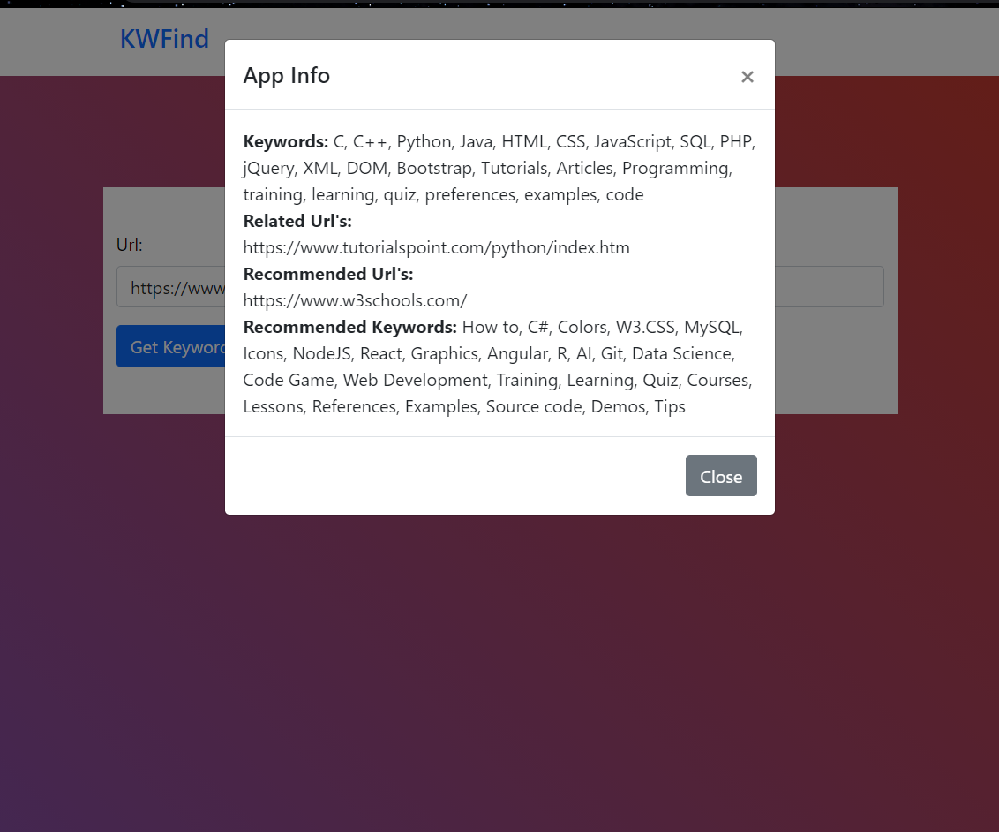 KWFind
App Info
×
Keywords: C, C++, Python, Java, HTML, CSS, JavaScript, SQL, PHP,
jQuery, XML, DOM, Bootstrap, Tutorials, Articles, Programming,
training, learning, quiz, preferences, examples, code
Related Url's:
https://www.tutorialspoint.com/python/index.htm
Recommended Url's:
https://www.w3schools.com/
Recommended Keywords: How to, C#, Colors, W3.CSS, MySQL,
Icons, NodeJS, React, Graphics, Angular, R, AI, Git, Data Science,
Code Game, Web Development, Training, Learning, Quiz, Courses,
Lessons, References, Examples, Source code, Demos, Tips
Close
Url:
https://www
Get Keyword